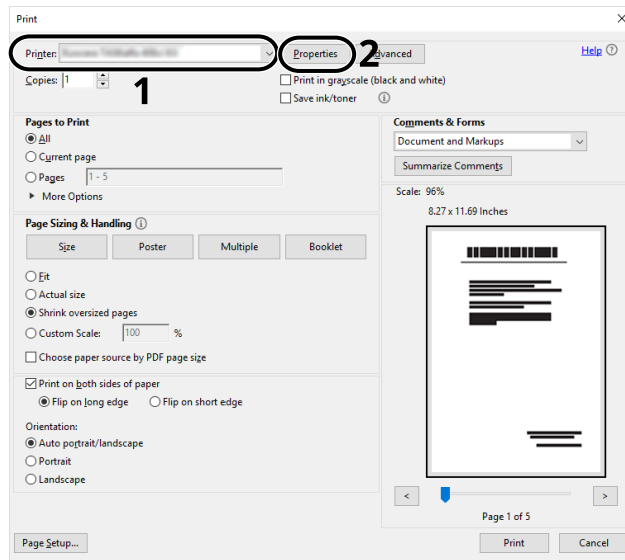 Print
Printer:
Properties
2
Advanced
Help
Copies: 1
1
Print in grayscale (black and white)
Save ink/toner
Pages to Print
All
Current page
Pages 1 - 5
More Options
Comments & Forms
Document and Markups
Summarize Comments
Scale: 96%
8.27 x 11.69 Inches
Page Sizing & Handling
Size Poster Multiple Booklet
Fit
Actual size
Shrink oversized pages
Custom Scale: 100 %
Choose paper source by PDF page size
Print on both sides of paper
Flip on long edge Flip on short edge
Orientation:
Auto portrait/landscape
Portrait
Landscape
< >
Page 1 of 5
Page Setup... Print Cancel